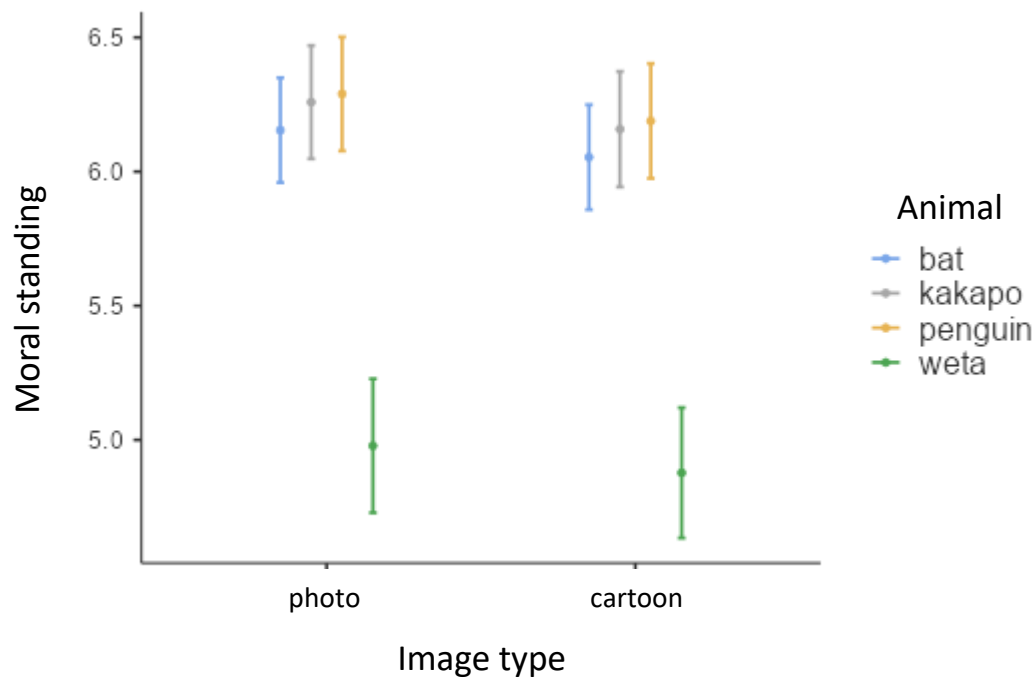 Moral standing
6.5
6.0
5.5
5.0
photo
cartoon
Image type
Animal
bat
kakapo
penguin
weta